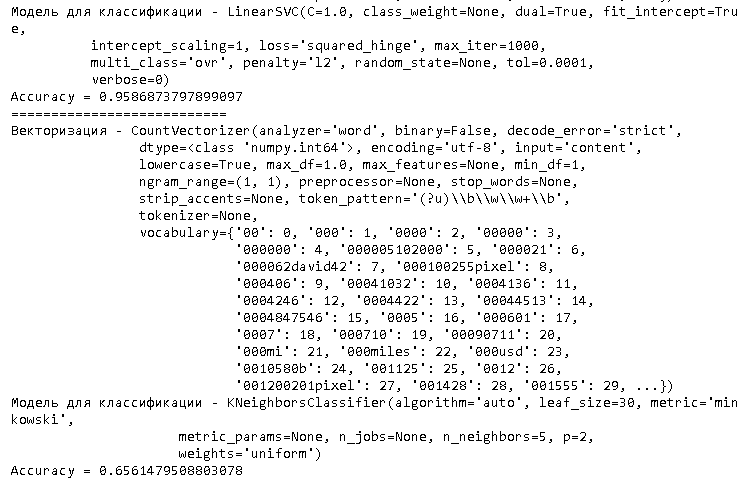 Модель для классификации - LinearSVC(C=1.0, class_weight=None, dual=True, fit_intercept=Tru
e,
intercept_scaling=1, loss='squared_hinge', max_iter=1000,
multi_class='ovr', penalty='l2', random_state=None, tol=0.0001,
verbose=0)
Accuracy = 0.9586873797899097
===========================
Векторизация - CountVectorizer(analyzer='word', binary=False, decode_error='strict',
dtype=<class 'numpy.int64'>, encoding='utf-8', input='content',
lowercase=True, max_df=1.0, max_features=None, min_df=1,
ngram_range=(1, 1), preprocessor=None, stop_words=None,
strip_accents=None, token_pattern='(?u)\\b\\w\\w+\\b',
tokenizer=None,
vocabulary={'00': 0, '000': 1, '0000': 2, '00000': 3,
'000000': 4, '000005102000': 5, '000021': 6,
'000062david42': 7, '000100255pixel': 8,
'000406': 9, '00041032': 10, '0004136': 11,
'0004246': 12, '0004422': 13, '00044513': 14,
'0004847546': 15, '0005': 16, '000601': 17,
'0007': 18, '000710': 19, '00090711': 20,
'000mi': 21, '000miles': 22, '000usd': 23,
'0010580b': 24, '001125': 25, '0012': 26,
'001200201pixel': 27, '001428': 28, '001555': 29, ...})
Модель для классификации - KNeighborsClassifier(algorithm='auto', leaf_size=30, metric='min
kowski',
metric_params=None, n_jobs=None, n_neighbors=5, p=2,
weights='uniform')
Accuracy = 0.6561479508803078